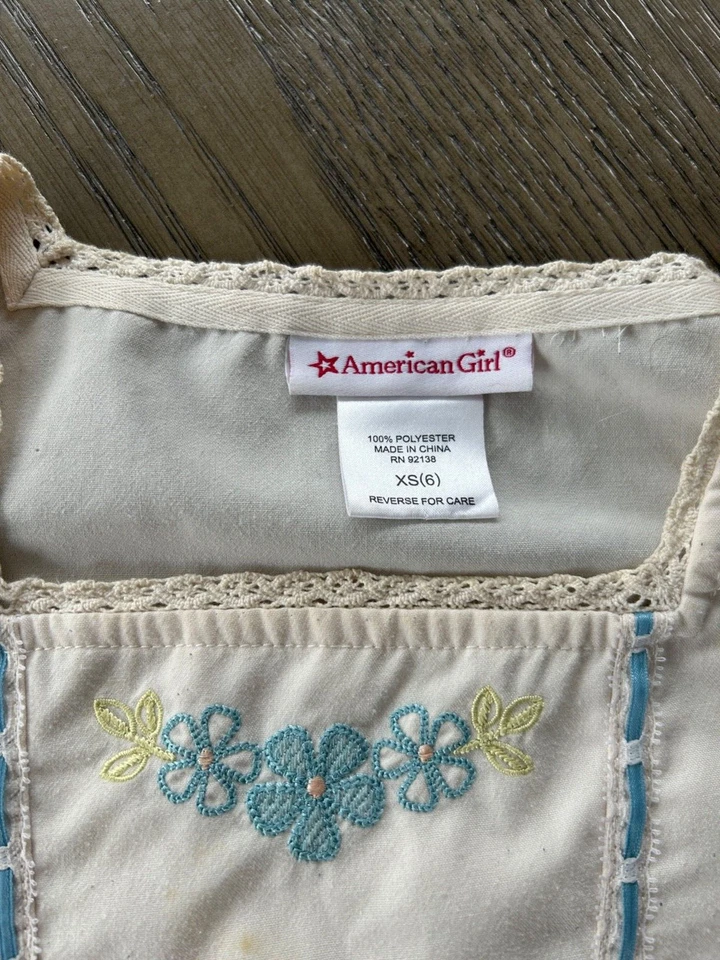 American Girl®
100% POLYESTER
MADE IN CHINA
RN 92138
XS(6)
REVERSE FOR CARE